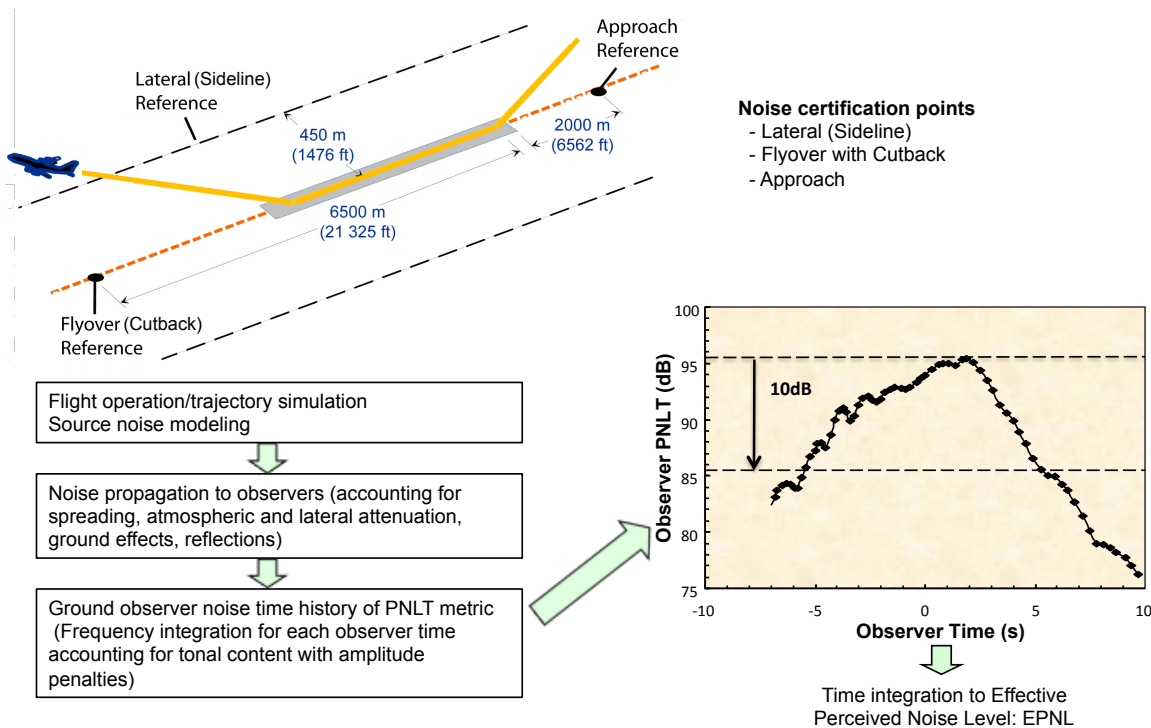 Approach
Reference
Lateral (Sideline)
Reference
450 m
(1476 ft)
2000 m
(6562 ft)
6500 m
(21 325 ft)
Flyover (Cutback)
Reference
Noise certification points
- Lateral (Sideline)
- Flyover with Cutback
- Approach
Flight operation/trajectory simulation
Source noise modeling
Noise propagation to observers (accounting for
spreading, atmospheric and lateral attenuation,
ground effects, reflections)
Ground observer noise time history of PNLT metric
(Frequency integration for each observer time
accounting for tonal content with amplitude
penalties)
Observer PNLT (dB)
100
95
90
85
80
75
10dB
-10
-5
0
5
10
Observer Time (s)
Time integration to Effective
Perceived Noise Level: EPNL